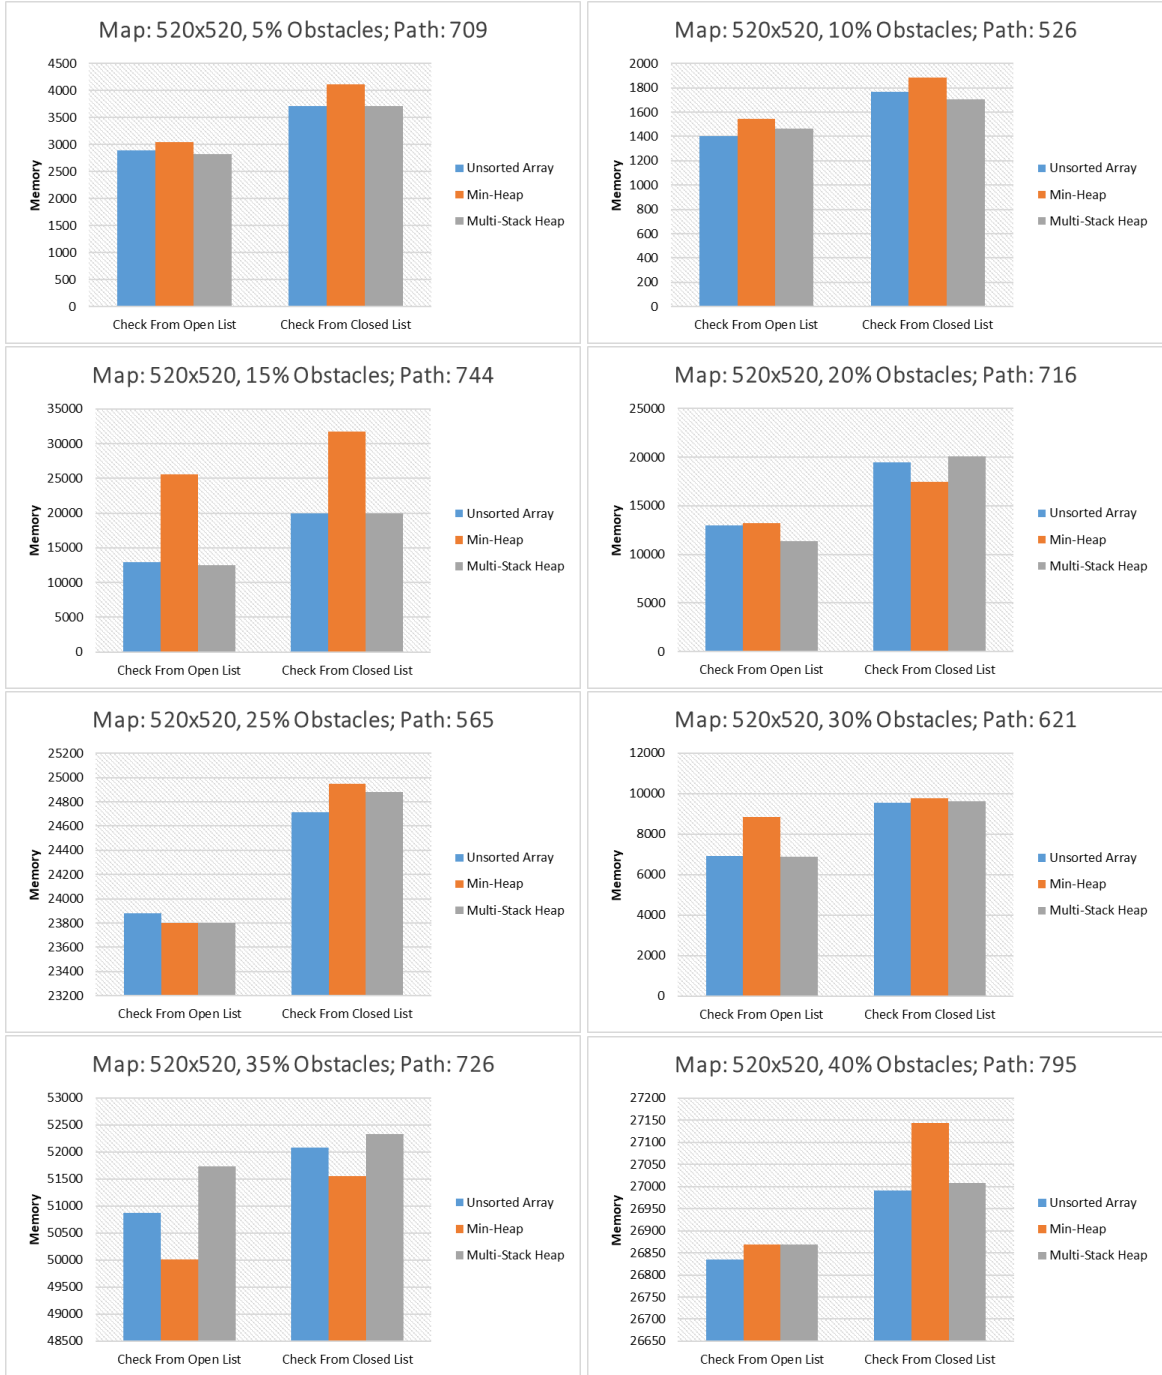 Map: 520x520, 5% Obstacles; Path: 709
4500
4000
3500
3000
2500
2000
1500
1000
500
0
Memory
Check From Open List
Check From Closed List
Unsorted Array
Min-Heap
Multi-Stack Heap
Map: 520x520, 10% Obstacles; Path: 526
2000
1800
1600
1400
1200
1000
800
600
400
200
0
Memory
Check From Open List
Check From Closed List
Unsorted Array
Min-Heap
Multi-Stack Heap
Map: 520x520, 15% Obstacles; Path: 744
35000
30000
25000
20000
15000
10000
5000
0
Memory
Check From Open List
Check From Closed List
Unsorted Array
Min-Heap
Multi-Stack Heap
Map: 520x520, 20% Obstacles; Path: 716
25000
20000
15000
10000
5000
0
Memory
Check From Open List
Check From Closed List
Unsorted Array
Min-Heap
Multi-Stack Heap
Map: 520x520, 25% Obstacles; Path: 565
25200
25000
24800
24600
24400
24200
24000
23800
23600
23400
23200
Memory
Check From Open List
Check From Closed List
Unsorted Array
Min-Heap
Multi-Stack Heap
Map: 520x520, 30% Obstacles; Path: 621
12000
10000
8000
6000
4000
2000
0
Memory
Check From Open List
Check From Closed List
Unsorted Array
Min-Heap
Multi-Stack Heap
Map: 520x520, 35% Obstacles; Path: 726
53000
52500
52000
51500
51000
50500
50000
49500
49000
48500
Memory
Check From Open List
Check From Closed List
Unsorted Array
Min-Heap
Multi-Stack Heap
Map: 520x520, 40% Obstacles; Path: 795
27200
27150
27100
27050
27000
26950
26900
26850
26800
26750
26700
26650
Memory
Check From Open List
Check From Closed List
Unsorted Array
Min-Heap
Multi-Stack Heap